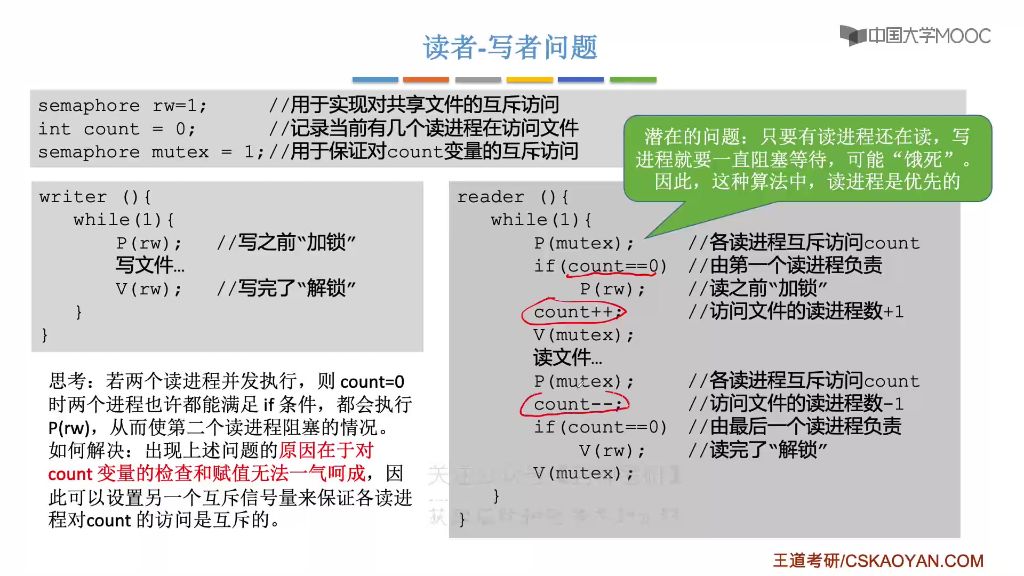 读者-写者问题
中国大学MOOC
semaphore rw=1; //用于实现对共享文件的互斥访问
int count = 0; //记录当前有几个读进程在访问文件
semaphore mutex = 1;//用于保证对count变量的互斥访问
潜在的问题：只要有读进程还在读，写
进程就要一直阻塞等待，可能“饿死”。
因此，这种算法中，读进程是优先的
writer (){
while(1){
P(rw); //写之前“加锁”
写文件…
V(rw); //写完了“解锁”
}
}
思考：若两个读进程并发执行，则 count=0
时两个进程也许都能满足 if 条件，都会执行
P(rw)，从而使第二个读进程阻塞的情况。
如何解决：出现上述问题的原因在于对
count 变量的检查和赋值无法一气呵成，因
此可以设置另一个互斥信号量来保证各读进
程对count 的访问是互斥的。
reader (){
while(1){
P(mutex); //各读进程互斥访问count
if(count==0) //由第一个读进程负责
P(rw); //读之前“加锁”
count++; //访问文件的读进程数+1
V(mutex);
读文件…
P(mutex); //各读进程互斥访问count
count--; //访问文件的读进程数-1
if(count==0) //由最后一个读进程负责
V(rw); //读完了“解锁”
V(mutex);
}
}
王道考研/CSKAOYAN.COM